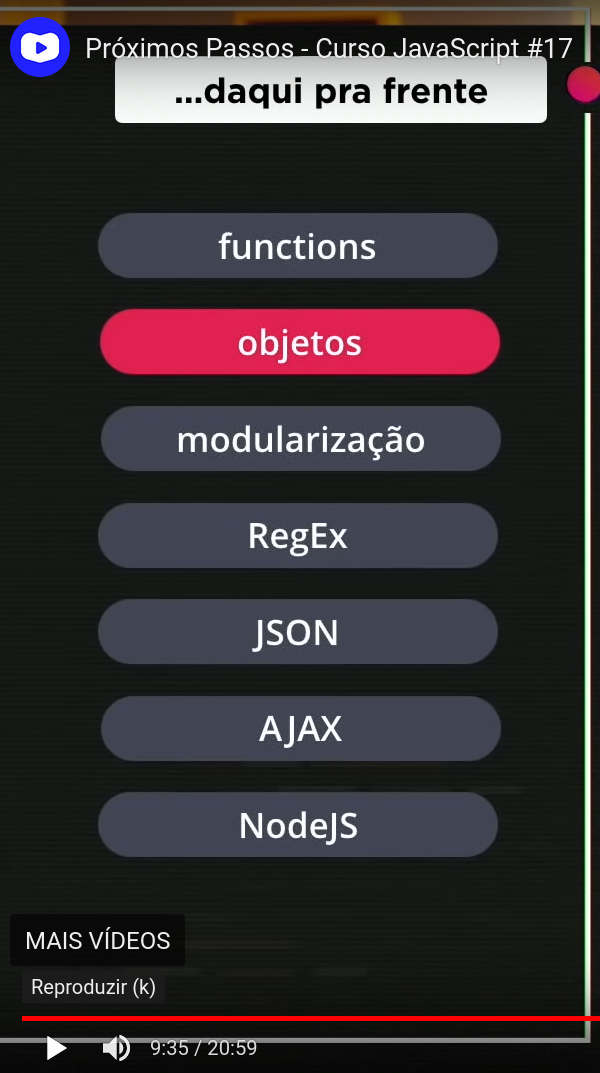 Próximos Passos - Curso JavaScript #17
...daqui pra frente
functions
objetos
modularização
RegEx
JSON
AJAX
NodeJS
MAIS VÍDEOS
Reproduzir (k)
9:35 / 20:59